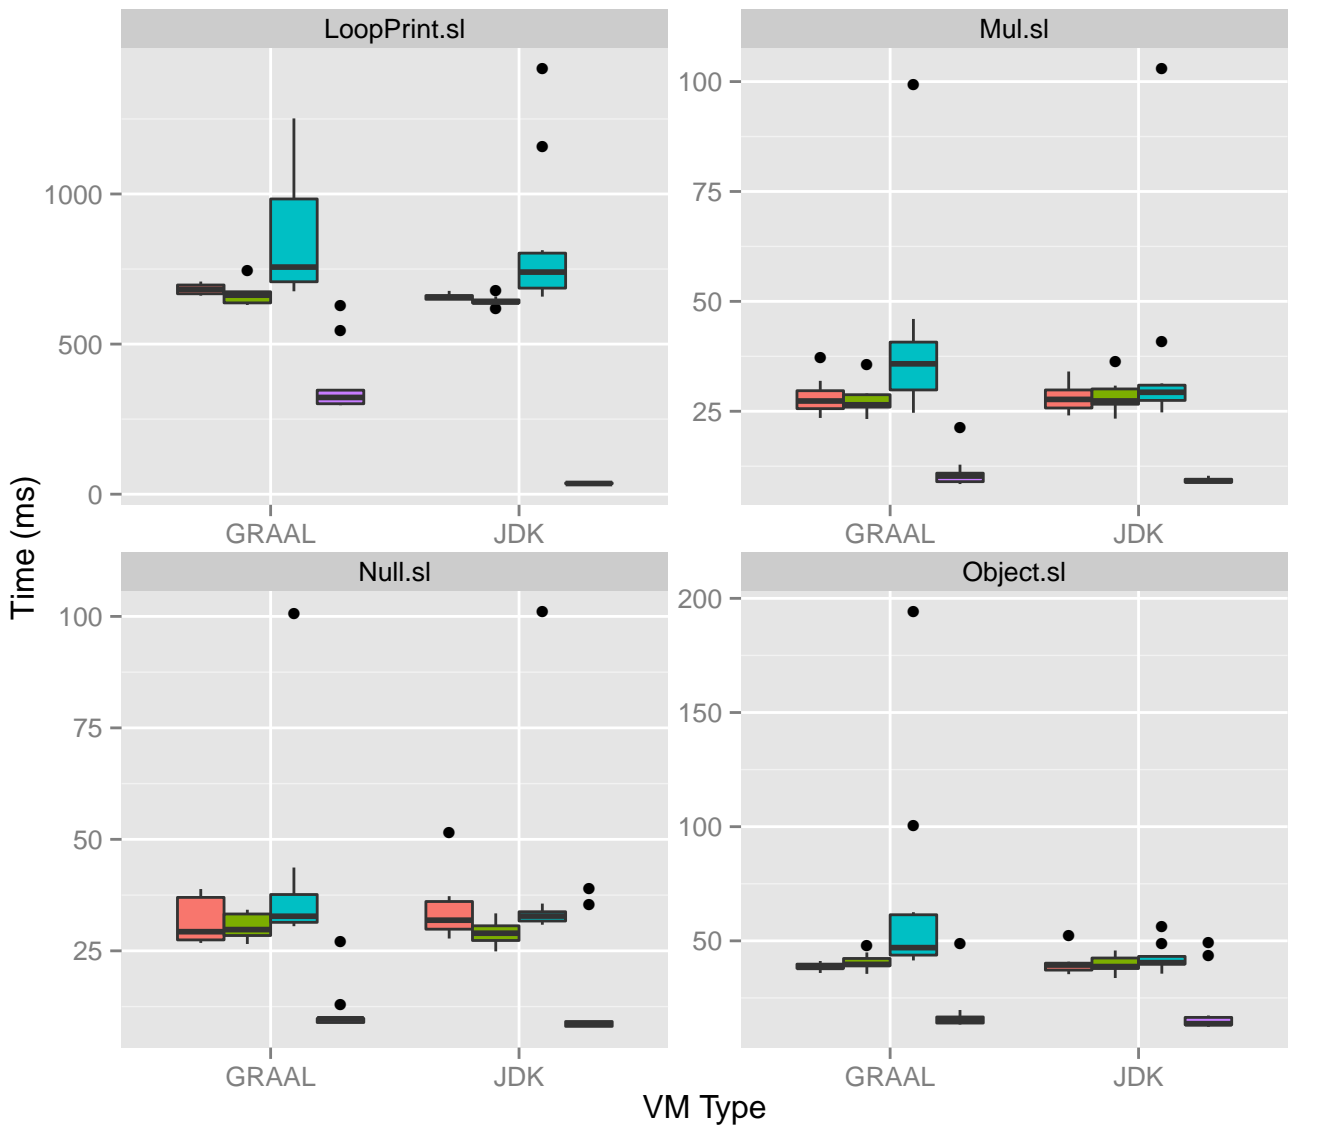 LoopPrint.sl
Mul.sl
1000
500
0
100
75
50
25
GRAAL
JDK
GRAAL
JDK
Time (ms)
Null.sl
Object.sl
100
75
50
25
200
150
100
50
GRAAL
JDK
GRAAL
JDK
VM Type